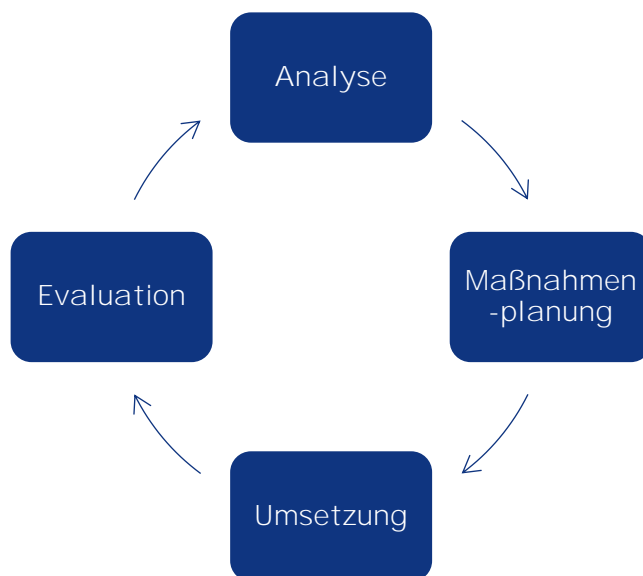 Analyse
Maßnahmen
-planung
Umsetzung
Evaluation